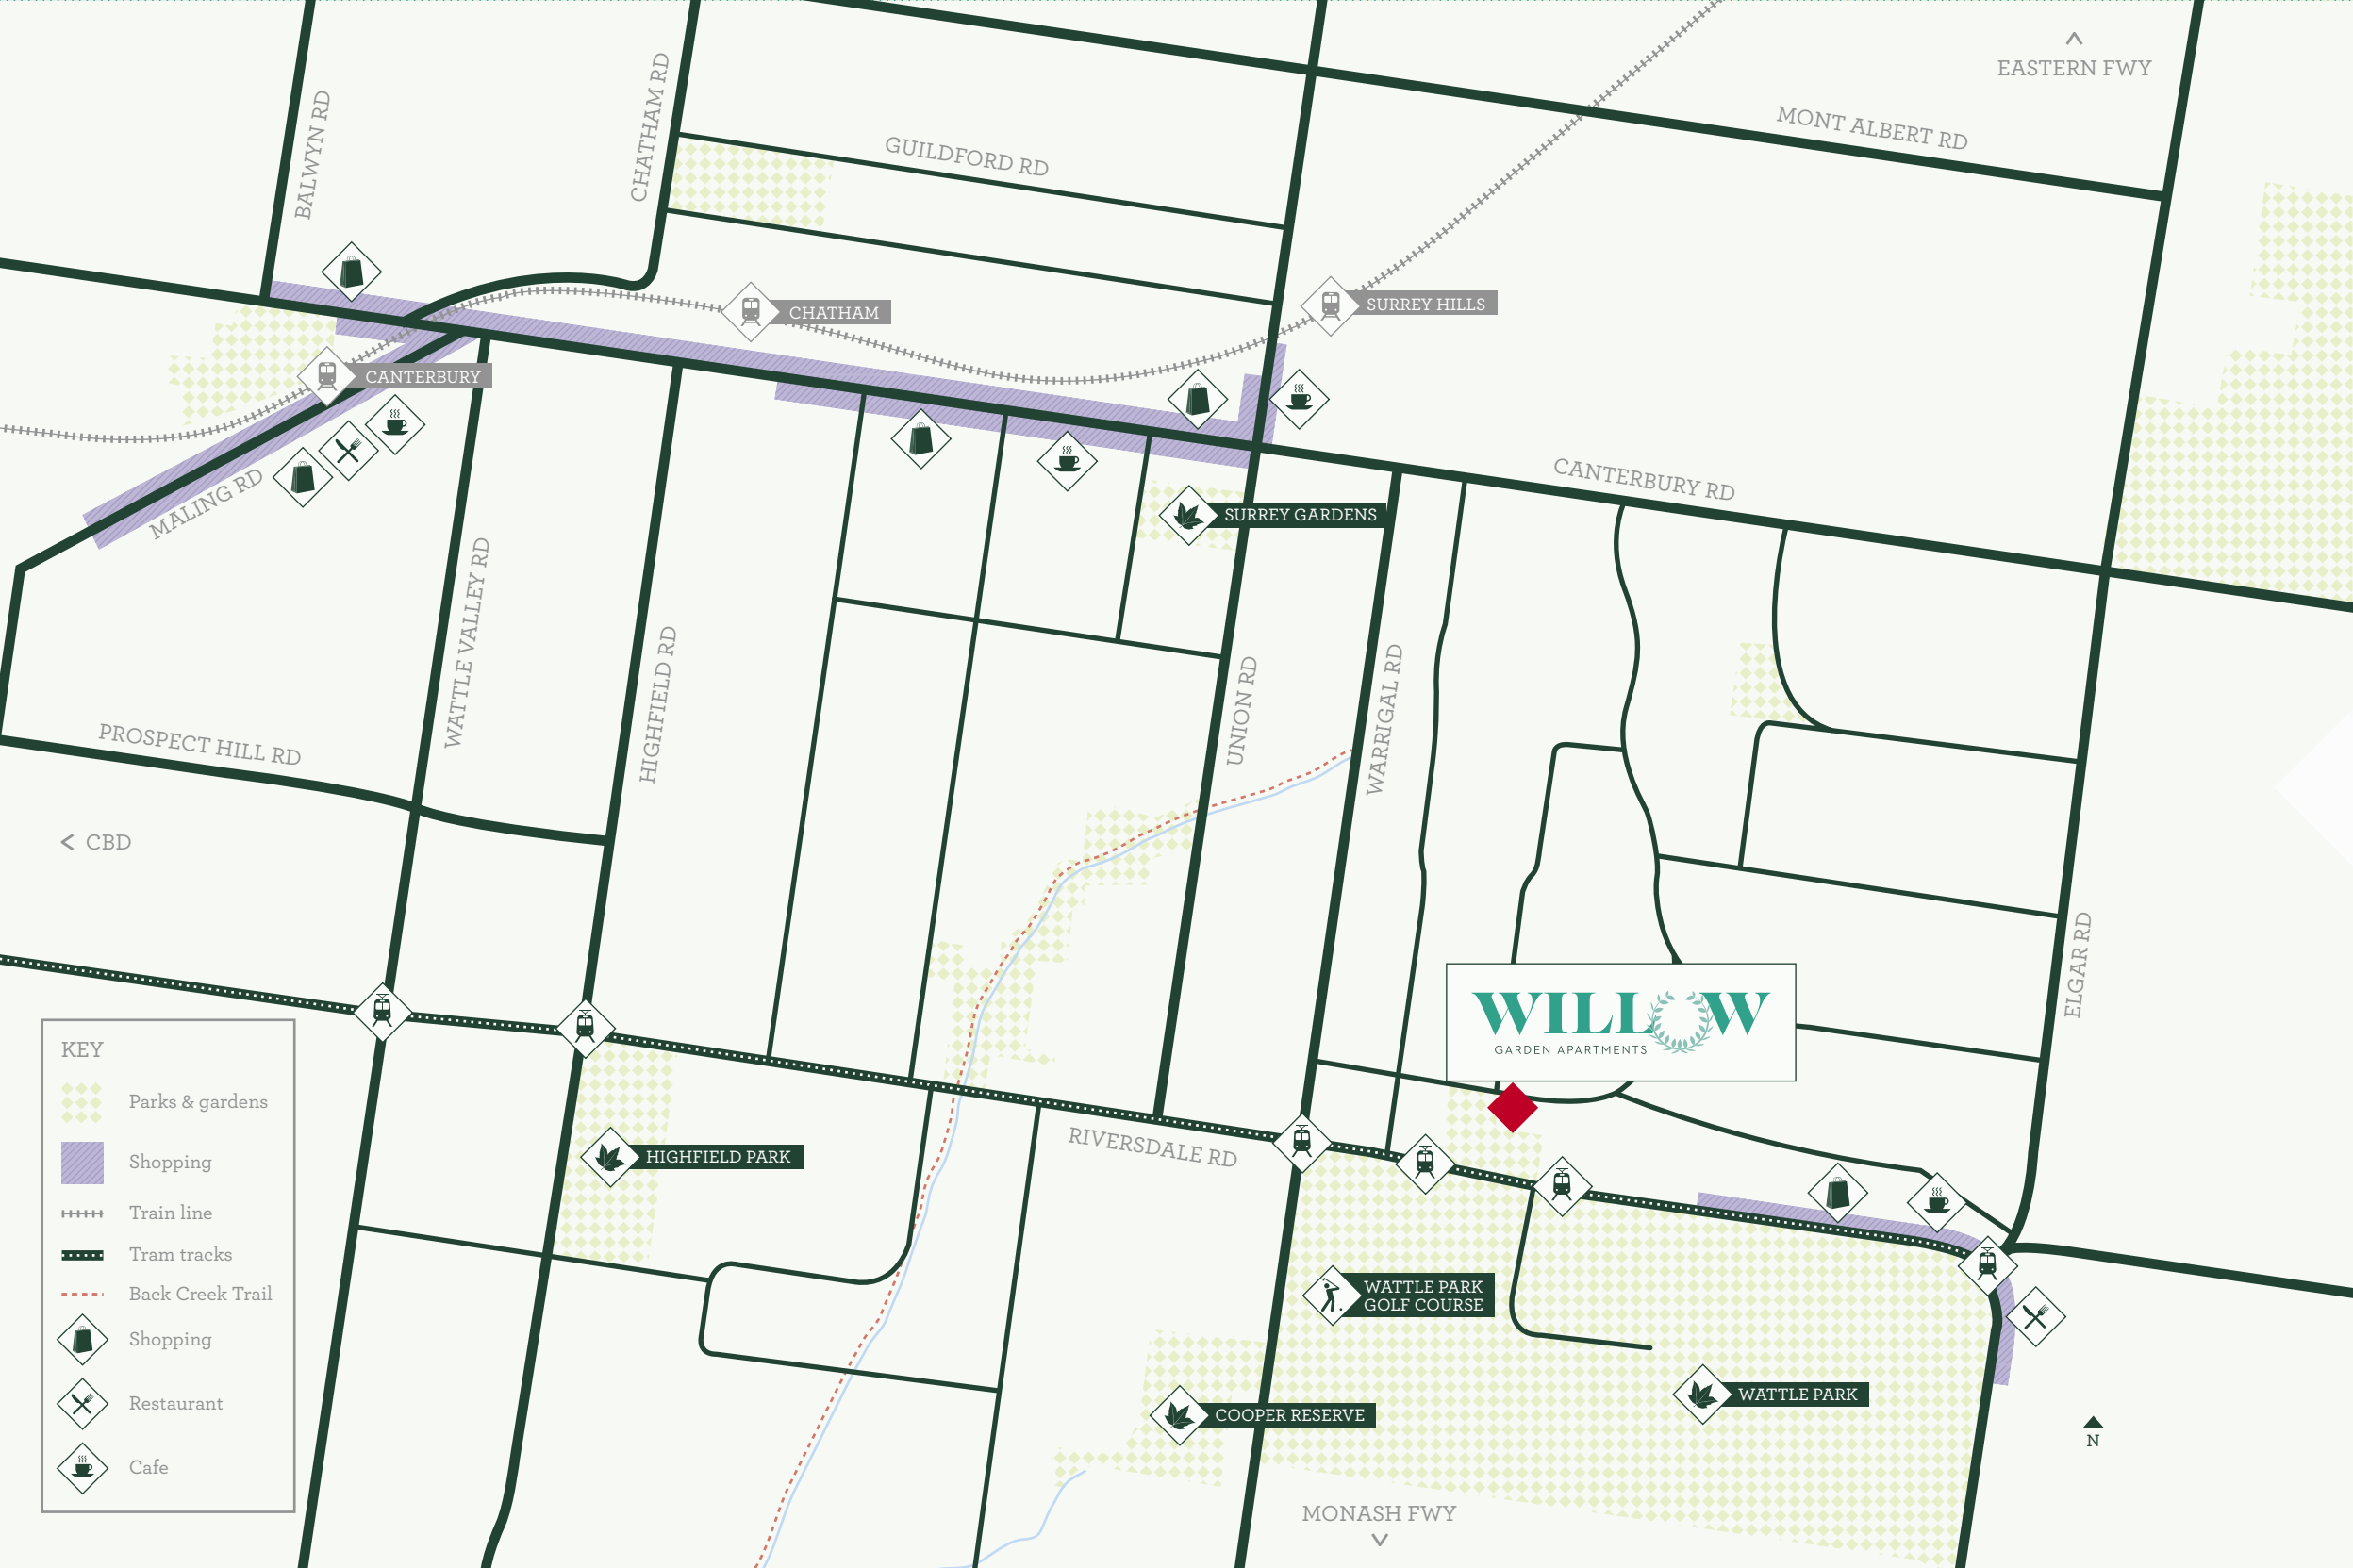 EASTERN FWY
MONT ALBERT RD
BALWYN RD
CHATHAM RD
GUILDFORD RD
CHATHAM
SURREY HILLS
CANTERBURY
MALING RD
CANTERBURY RD
SURREY GARDENS
WATTLE VALLEY RD
HIGHFIELD RD
UNION RD
WARRIGAL RD
PROSPECT HILL RD
CBD
ELGAR RD
WILLOW
GARDEN APARTMENTS
RIVERSDALE RD
HIGHFIELD PARK
WATTLE PARK
GOLF COURSE
WATTLE PARK
COOPER RESERVE
MONASH FWY
N
KEY
Parks & gardens
Shopping
Train line
Tram tracks
Back Creek Trail
Shopping
Restaurant
Cafe